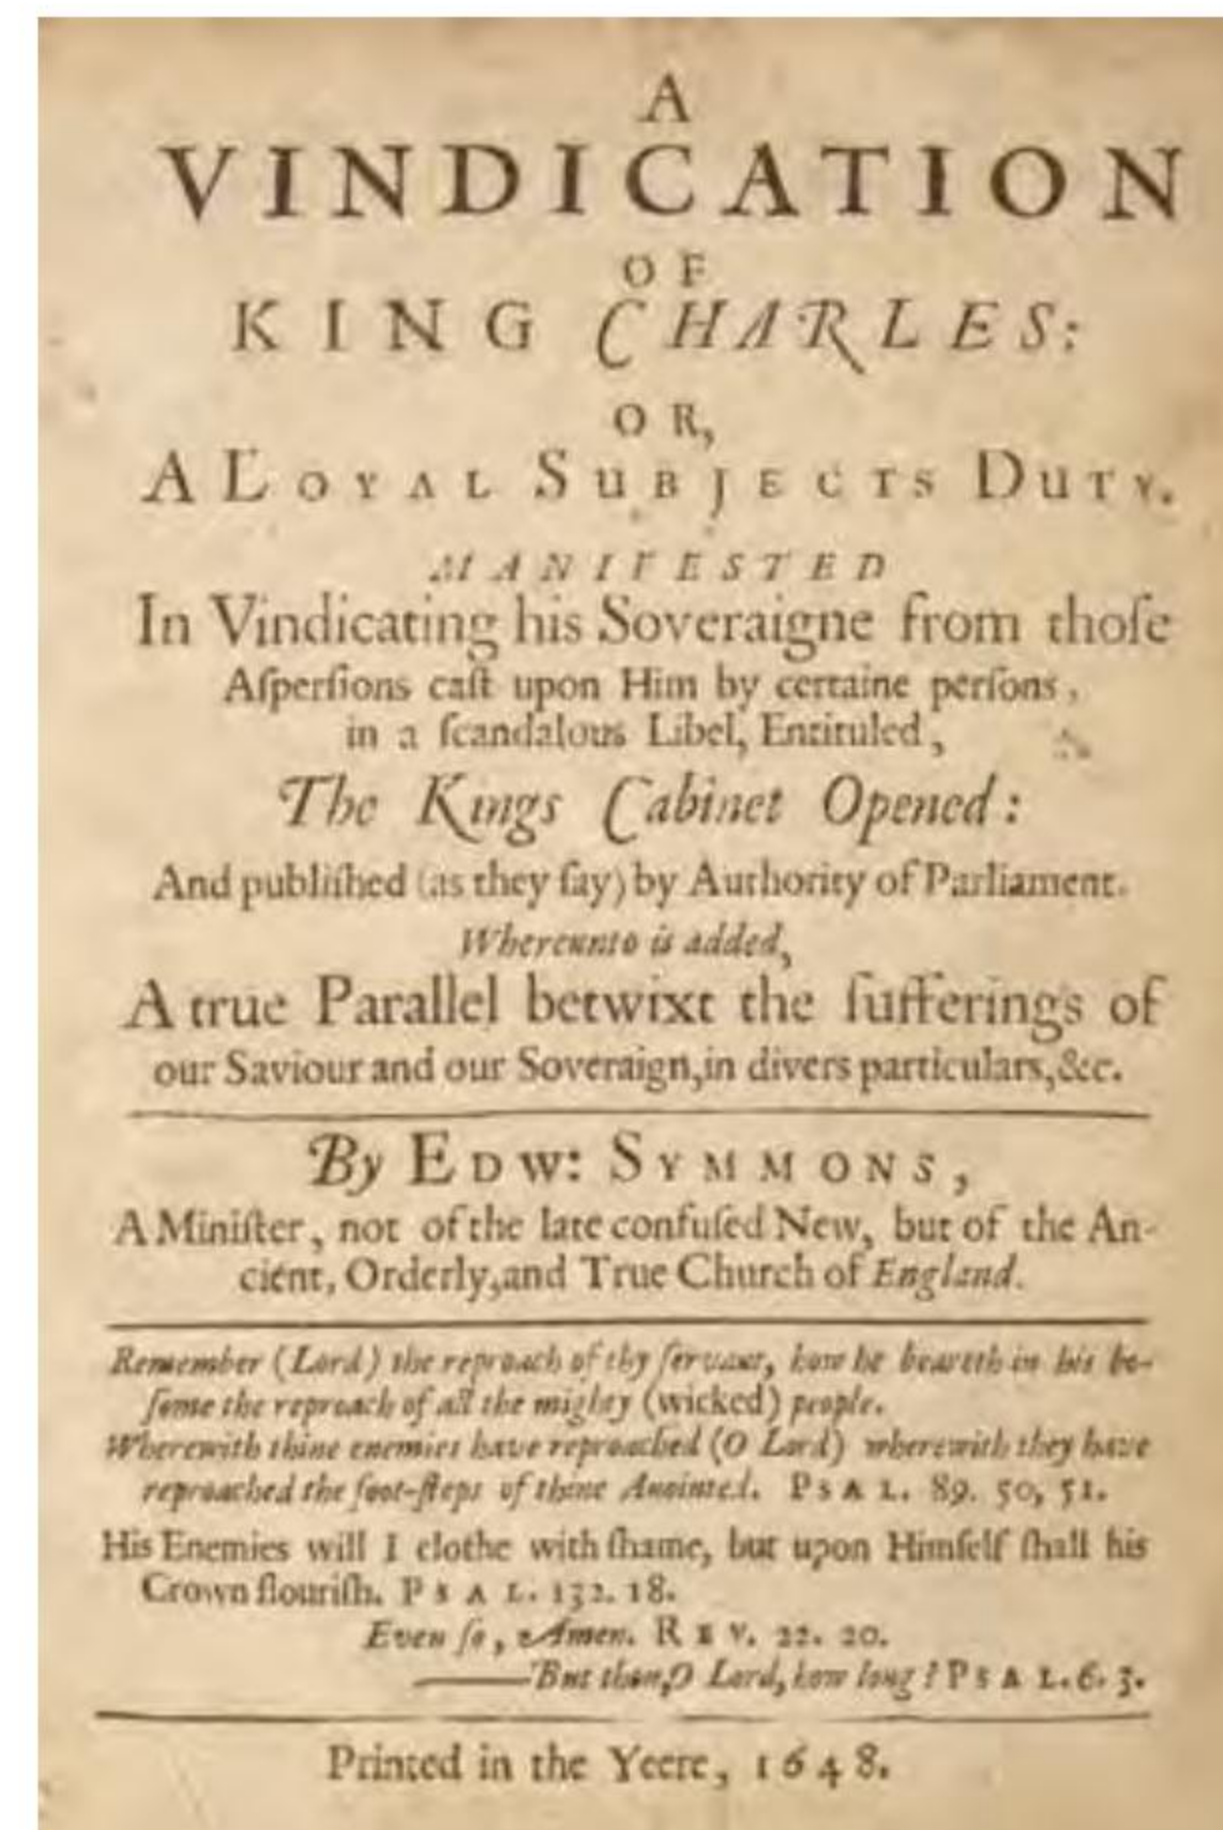 A
VINDICATION
OF
KING CHARLES:
OR,
A LOYAL SUBJECTS DUTY.
MANIFESTED
In Vindicating his Soveraigne from thoſe
Aſperſions caſt upon Him by certaine perſons,
in a ſcandalous Libel, Entituled,
The Kings Cabinet Opened:
And publiſhed (as they ſay) by Authority of Parliament.
Whereunto is added,
A true Parallel betwixt the ſufferings of
our Saviour and our Soveraign, in divers particulars, &c.
By EDW: SYMMONS,
A Miniſter, not of the late confuſed New, but of the An-
cient, Orderly, and True Church of England.
Remember (Lord) the reproach of thy ſervant, how he beareth in his bo-
ſome the reproach of all the mighty (wicked) people.
Wherewith thine enemies have reproached (O Lord) wherewith they have
reproached the foot-ſteps of thine Anointed. PSAL. 89. 50, 51.
His Enemies will I clothe with ſhame, but upon Himſelf ſhall his
Crown flouriſh. PSAL. 132. 18.
Even ſo, Amen. REV. 22. 20.
——But thou, O Lord, how long? PSAL. 6. 3.
Printed in the Yeere, 1648.